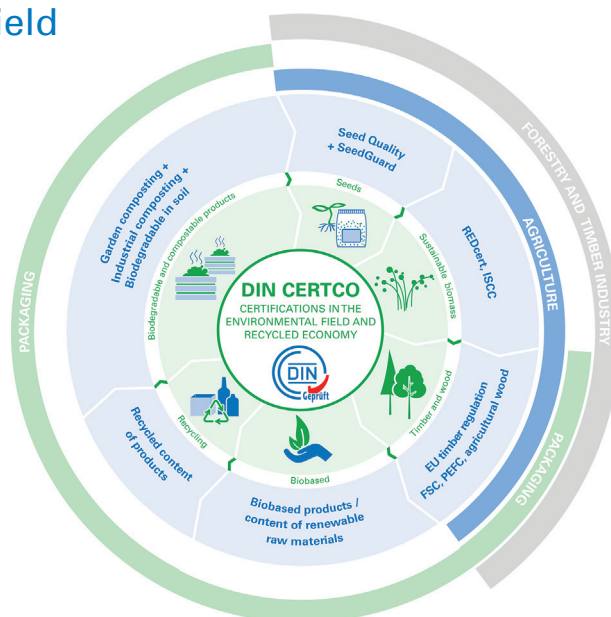 ield
FORESTRY AND TIMBER INDUSTRY
AGRICULTURE
PACKAGING
PACKAGING
Seed Quality
+ SeedGuard
REDcert, ISCC
EU timber regulation
FSC, PEFC, agricultural wood
Biobased products /
content of renewable
raw materials
Recycled content
of products
Garden composting +
Industrial composting +
Biodegradable in soil
Seeds
Sustainable biomass
Timber and wood
Biobased
Recycling
Biodegradable and compostable products
DIN CERTCO
CERTIFICATIONS IN THE
ENVIRONMENTAL FIELD AND
RECYCLED ECONOMY
DIN
Geprüft